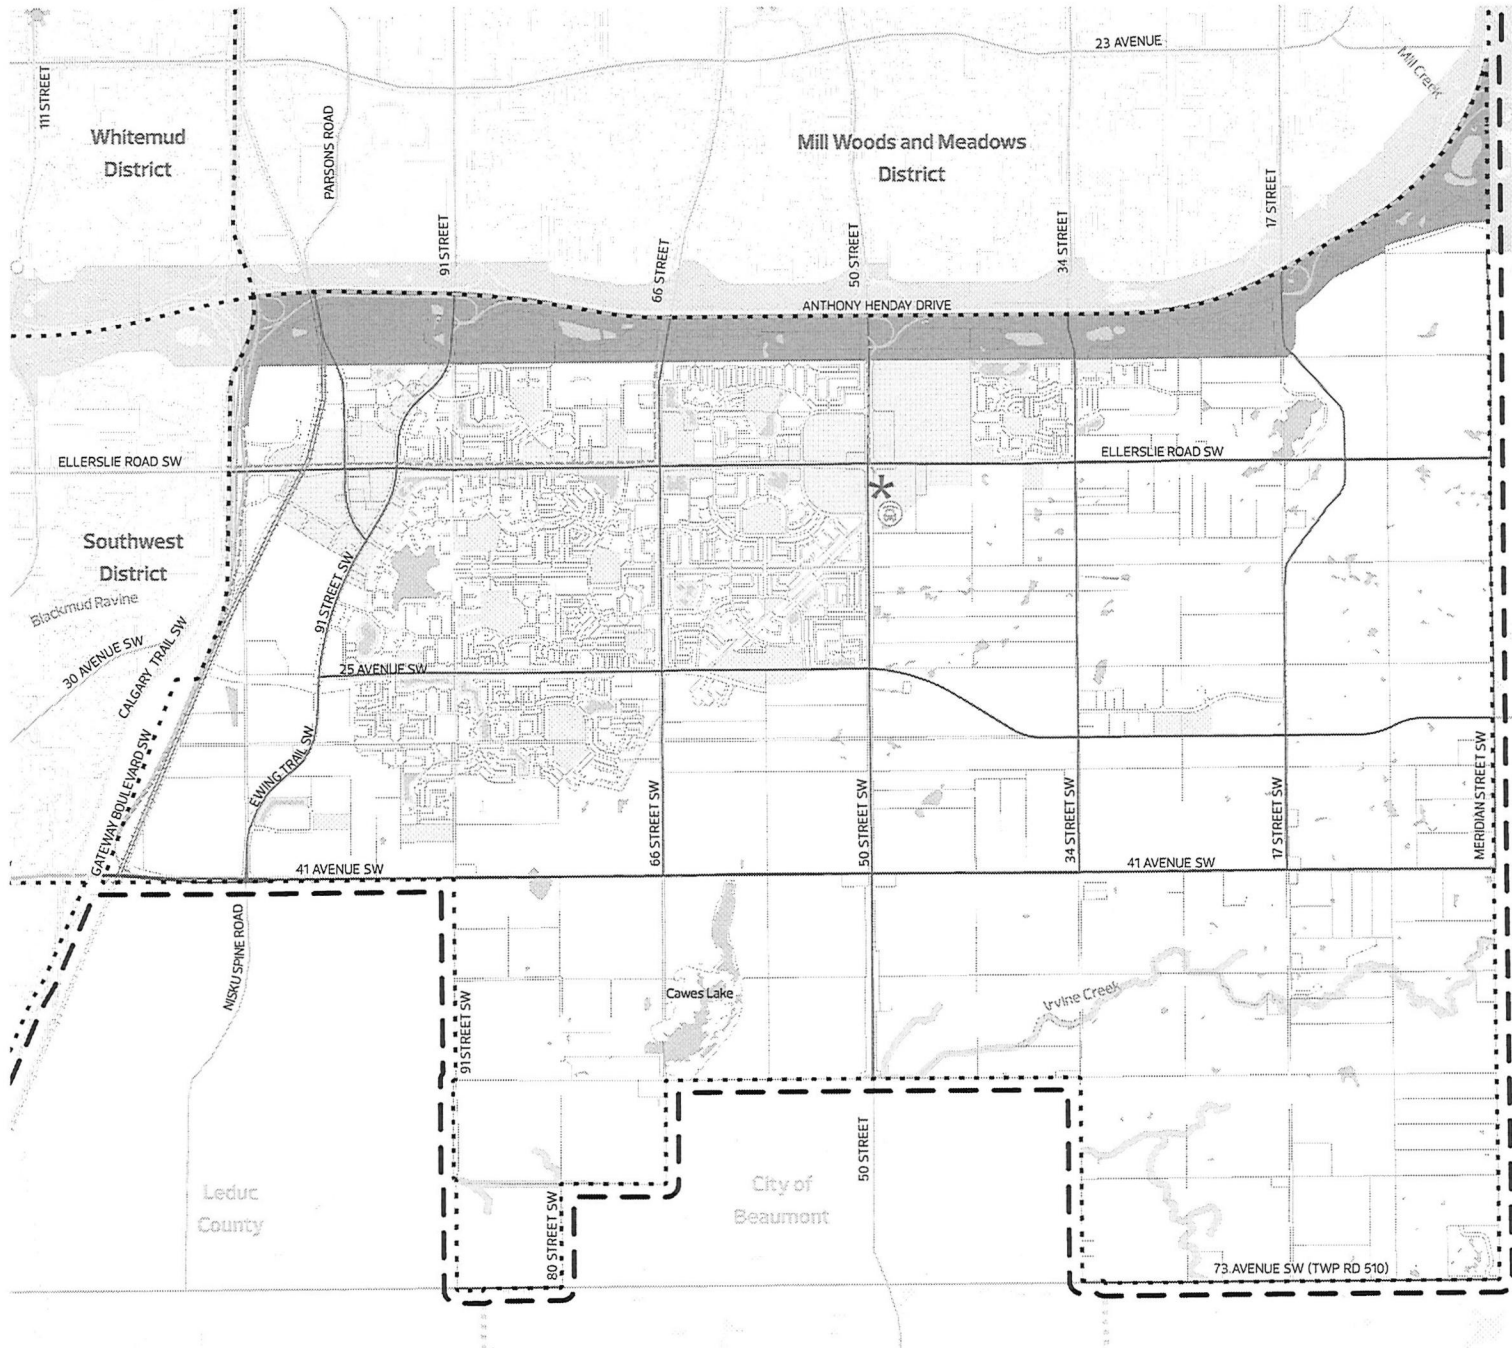 23 AVENUE
Mill Creek
111 STREET
Whitemud
District
PARSONS ROAD
Mill Woods and Meadows
District
91 STREET
66 STREET
50 STREET
34 STREET
17 STREET
ANTHONY HENDAY DRIVE
ELLERSLIE ROAD SW
ELLERSLIE ROAD SW
*
Southwest
District
Blackmud Ravine
30 AVENUE SW
CALGARY TRAIL SW
91 STREET SW
25 AVENUE SW
GATEWAY BOULEVARD SW
EWING TRAIL SW
66 STREET SW
50 STREET SW
34 STREET SW
17 STREET SW
MERIDIAN STREET SW
41 AVENUE SW
41 AVENUE SW
NISKU SPINE ROAD
91 STREET SW
Cawes Lake
Irvine Creek
50 STREET
Leduc
County
City of
Beaumont
80 STREET SW
73 AVENUE SW (TWP RD 510)